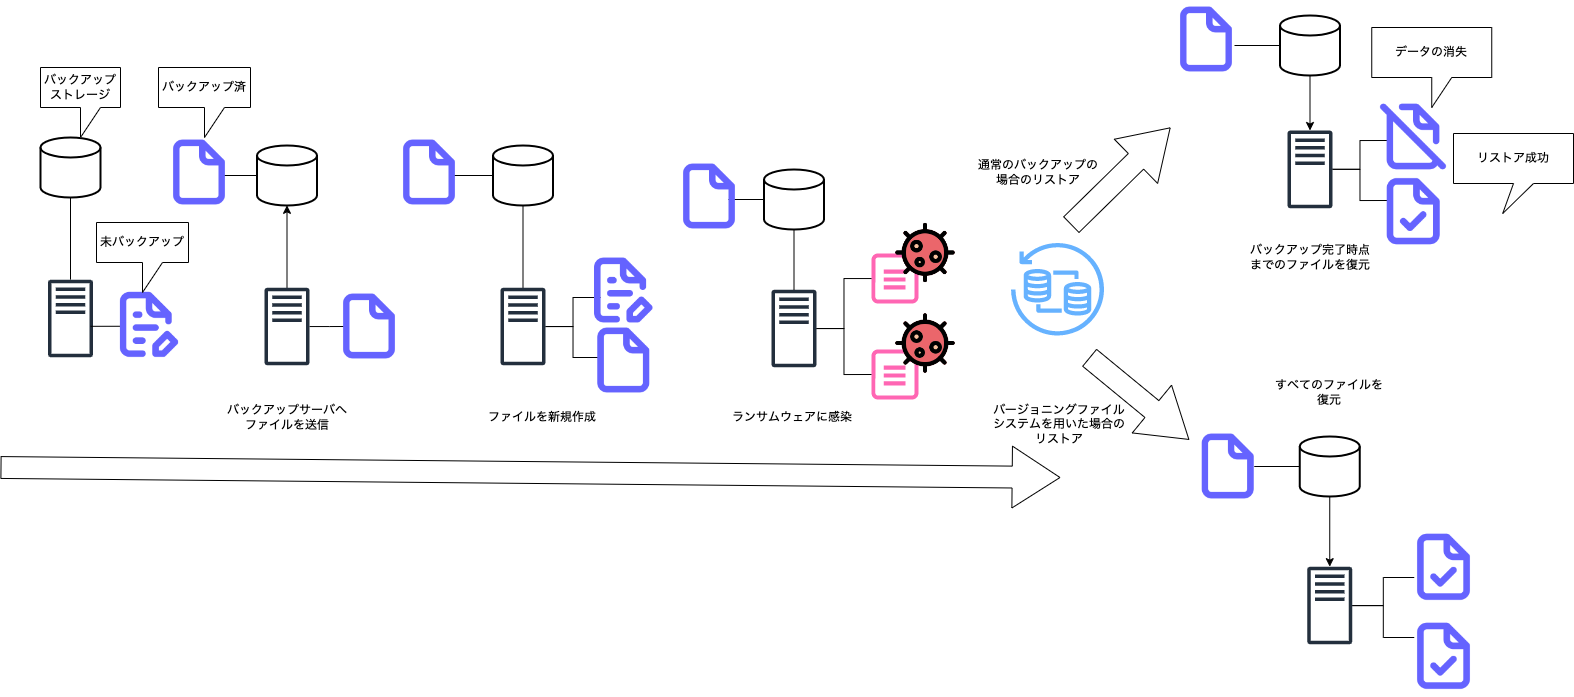 バックアップ
ストレージ
バックアップ済
未バックアップ
バックアップサーバへ
ファイルを送信
ファイルを新規作成
ランサムウェアに感染
通常のバックアップの
場合のリストア
データの消失
リストア成功
バックアップ完了時点
までのファイルを復元
バージョニングファイル
システムを用いた場合の
リストア
すべてのファイルを
復元